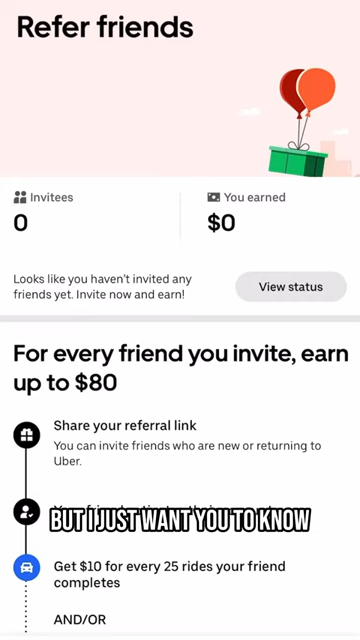 Refer friends
Invitees
You earned
0
$0
Looks like you haven't invited any
friends yet. Invite now and earn!
View status
For every friend you invite, earn
up to $80
Share your referral link
You can invite friends who are new or returning to
Uber.
BUT I JUST WANT YOU TO KNOW
Get $10 for every 25 rides your friend
completes
AND/OR